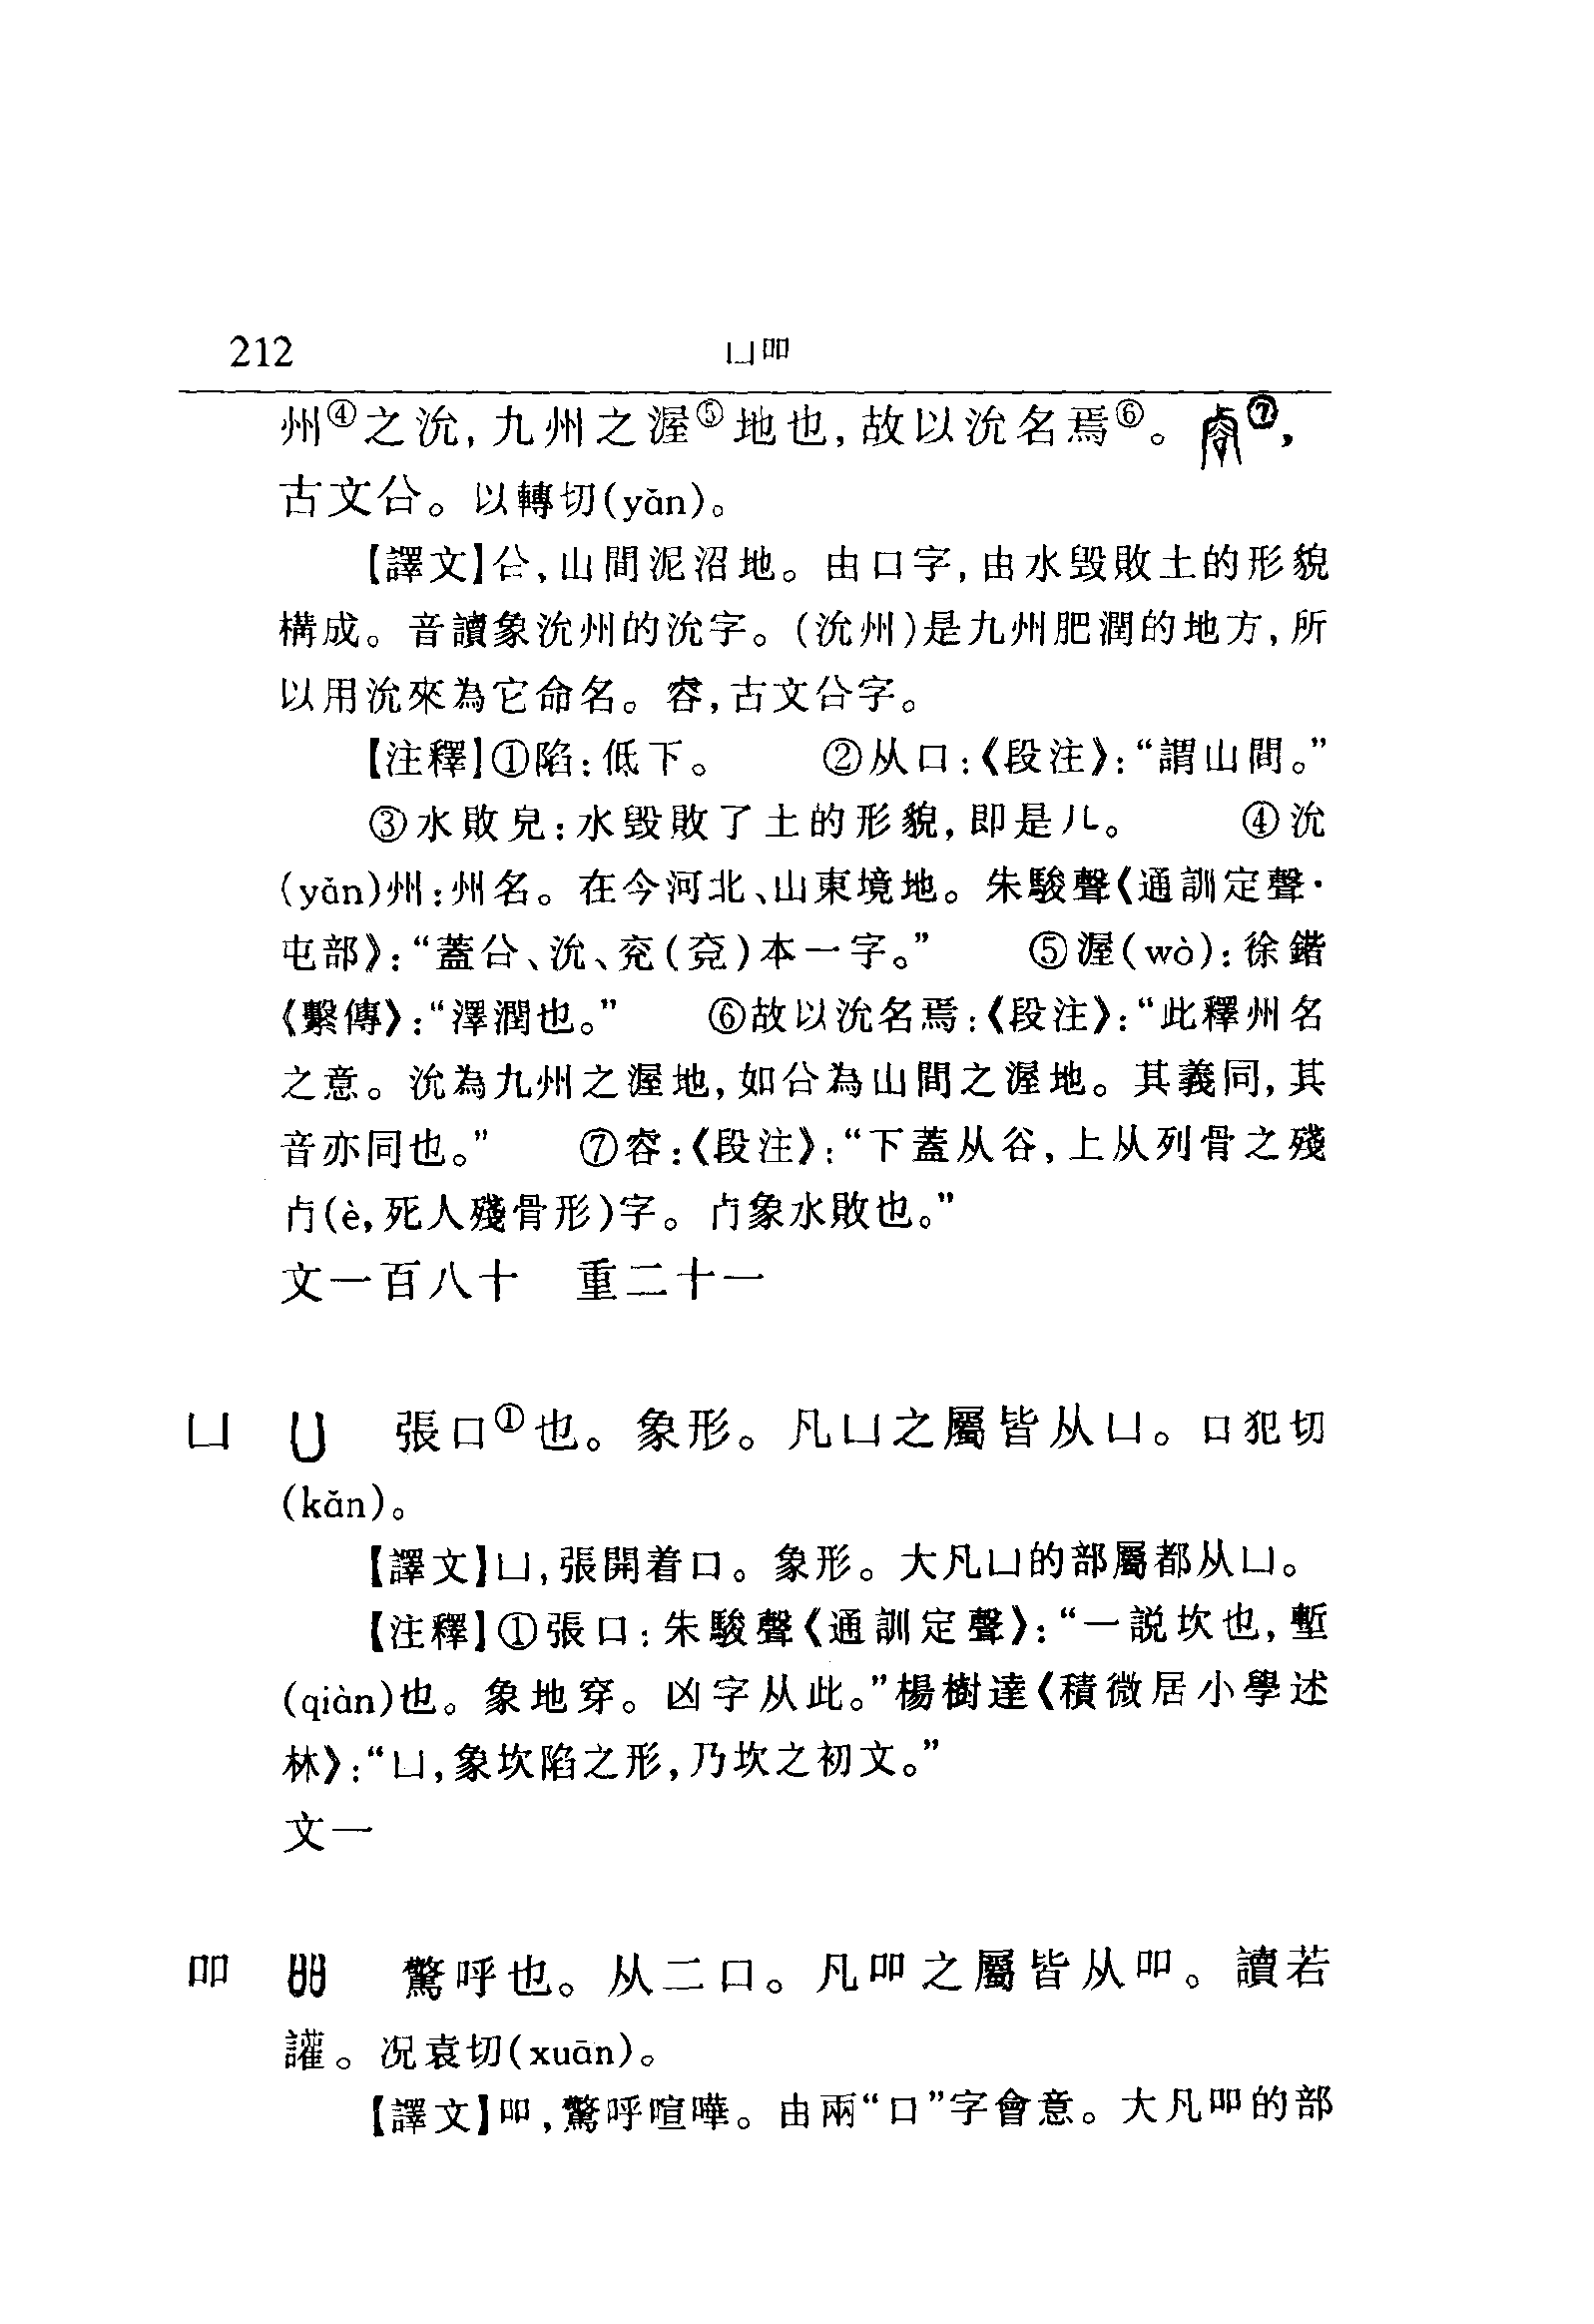 212 凵吅
州④之沇，九州之渥⑤地也，故以沇名焉⑥。⑦，
古文㕣。以轉切(yǎn)。
【譯文】㕣，山間泥沼地。由口字，由水毀敗土的形貌
構成。音讀象沇州的沇字。(沇州)是九州肥潤的地方，所
以用沇來為它命名。睿，古文㕣字。
【注釋】①陷：低下。 ②从口：《段注》：“謂山間。”
③水敗皃：水毀敗了土的形貌，即是八。 ④沇
(yǎn)州：州名。在今河北、山東境地。朱駿聲《通訓定聲·
屯部》：“蓋㕣、沇、兖(兗)本一字。” ⑤渥(wò)：徐鍇
《繫傳》：“澤潤也。” ⑥故以沇名焉：《段注》：“此釋州名
之意。沇為九州之渥地，如㕣為山間之渥地。其義同，其
音亦同也。” ⑦睿：《段注》：“下蓋从谷，上从列骨之殘
歺(è，死人殘骨形)字。歺象水敗也。”
文一百八十 重二十一
凵 凵 張口①也。象形。凡凵之屬皆从凵。口犯切
(kǎn)。
【譯文】凵，張開着口。象形。大凡凵的部屬都从凵。
【注釋】①張口：朱駿聲《通訓定聲》：“一説坎也，塹
(qiàn)也。象地穿。凶字从此。”楊樹達《積微居小學述
林》：“凵，象坎陷之形，乃坎之初文。”
文一
吅 吅 驚呼也。从二口。凡吅之屬皆从吅。讀若
讙。况袁切(xuān)。
【譯文】吅，驚呼喧嘩。由兩“口”字會意。大凡吅的部